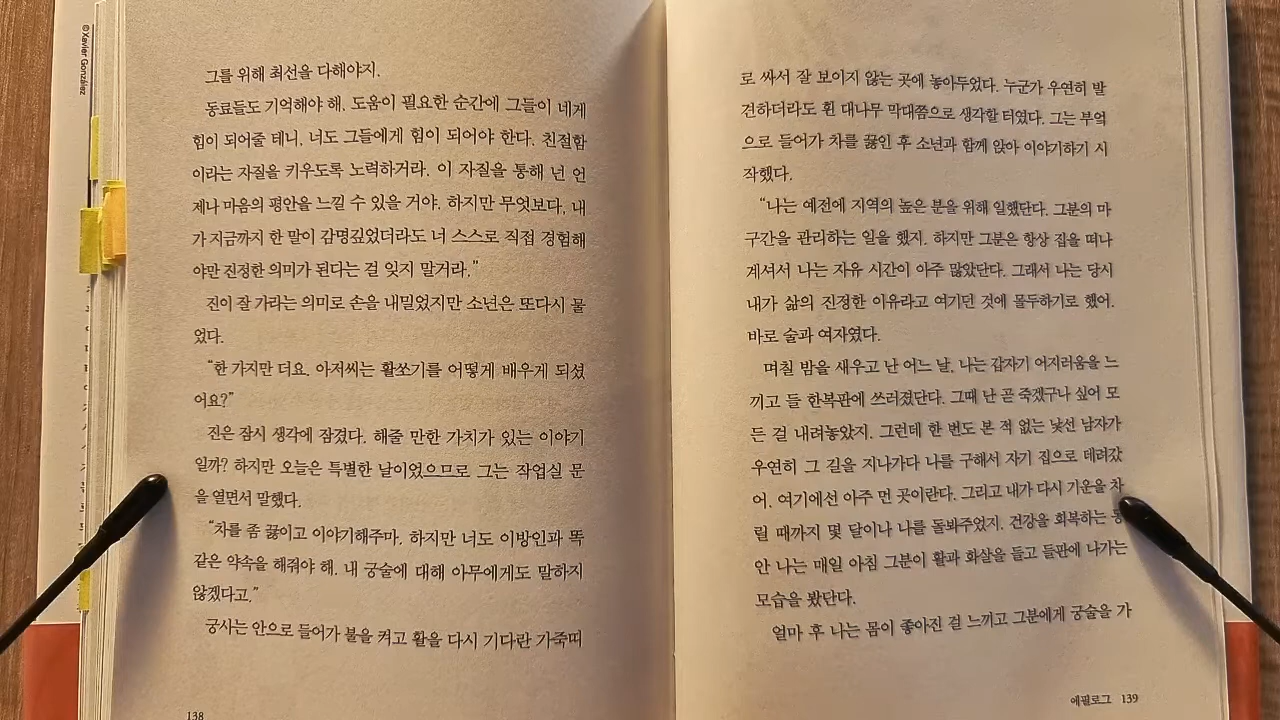 © Xavier González
그를 위해 최선을 다해야지.
동료들도 기억해야 해. 도움이 필요한 순간에 그들이 네게
힘이 되어줄 테니, 너도 그들에게 힘이 되어야 한다. 친절함
이라는 자질을 키우도록 노력하거라. 이 자질을 통해 넌 언
제나 마음의 평안을 느낄 수 있을 거야. 하지만 무엇보다, 내
가 지금까지 한 말이 감명깊었더라도 너 스스로 직접 경험해
야만 진정한 의미가 된다는 걸 잊지 말거라.”
진이 잘 가라는 의미로 손을 내밀었지만 소년은 또다시 물
었다.
“한 가지만 더요. 아저씨는 활쏘기를 어떻게 배우게 되셨
어요?”
진은 잠시 생각에 잠겼다. 해줄 만한 가치가 있는 이야기
일까? 하지만 오늘은 특별한 날이었으므로 그는 작업실 문
을 열면서 말했다.
“차를 좀 끓이고 이야기해주마. 하지만 너도 이방인과 똑
같은 약속을 해줘야 해. 내 궁술에 대해 아무에게도 말하지
않겠다고.”
궁사는 안으로 들어가 불을 켜고 활을 다시 기다란 가죽띠
138
로 싸서 잘 보이지 않는 곳에 놓아두었다. 누군가 우연히 발
견하더라도 휜 대나무 막대쯤으로 생각할 터였다. 그는 부엌
으로 들어가 차를 끓인 후 소년과 함께 앉아 이야기하기 시
작했다.
“나는 예전에 지역의 높은 분을 위해 일했단다. 그분의 마
구간을 관리하는 일을 했지. 하지만 그분은 항상 집을 떠나
계셔서 나는 자유 시간이 아주 많았단다. 그래서 나는 당시
내가 삶의 진정한 이유라고 여기던 것에 몰두하기로 했어.
바로 술과 여자였다.
며칠 밤을 새우고 난 어느 날, 나는 갑자기 어지러움을 느
끼고 들 한복판에 쓰러졌단다. 그때 난 곧 죽겠구나 싶어 모
든 걸 내려놓았지. 그런데 한 번도 본 적 없는 낯선 남자가
우연히 그 길을 지나가다 나를 구해서 자기 집으로 데려갔
어. 여기에선 아주 먼 곳이란다. 그리고 내가 다시 기운을 차
릴 때까지 몇 달이나 나를 돌봐주었지. 건강을 회복하는 동
안 나는 매일 아침 그분이 활과 화살을 들고 들판에 나가는
모습을 봤단다.
얼마 후 나는 몸이 좋아진 걸 느끼고 그분에게 궁술을 가
에필로그 139